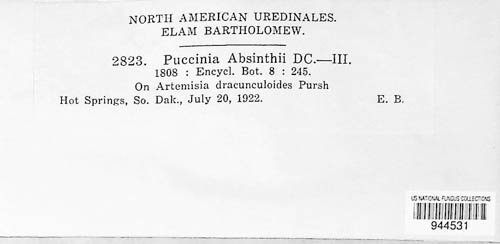 NORTH AMERICAN UREDINALES.
ELAM BARTHOLOMEW.
2823. Puccinia Absinthii DC.—III.
1808 : Encycl. Bot. 8 : 245.
On Artemisia dracunculoides Pursh
Hot Springs, So. Dak., July 20, 1922. E. B.
US NATIONAL FUNGUS COLLECTIONS
944531